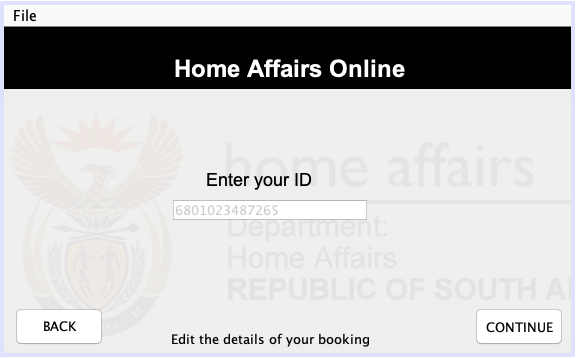 File
Home Affairs Online
home affairs
Enter your ID
6801023487265
Department:
Home Affairs
REPUBLIC OF SOUTH A
BACK
CONTINUE
Edit the details of your booking